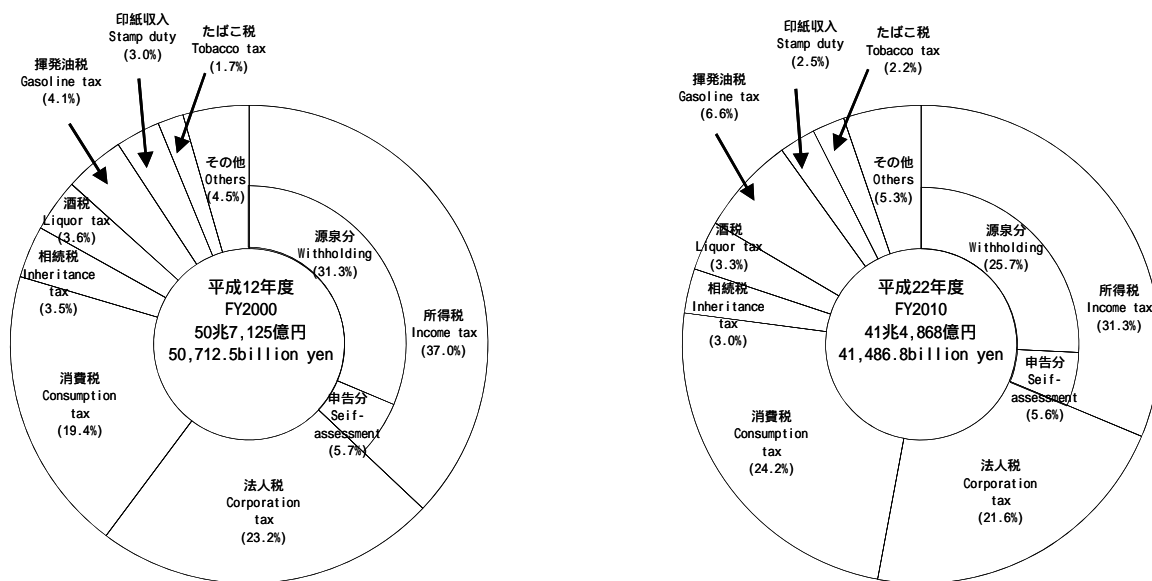 印紙収入
Stamp duty
(3.0%)
たばこ税
Tobacco tax
(1.7%)
揮発油税
Gasoline tax
(4.1%)
その他
Others
(4.5%)
酒税
Liquor tax
(3.6%)
相続税
Inheritance
tax
(3.5%)
源泉分
Withholding
(31.3%)
平成12年度
FY2000
50兆7,125億円
50,712.5billion yen
所得税
Income tax
(37.0%)
申告分
Seif-
assessment
(5.7%)
消費税
Consumption
tax
(19.4%)
法人税
Corporation
tax
(23.2%)
印紙収入
Stamp duty
(2.5%)
たばこ税
Tobacco tax
(2.2%)
揮発油税
Gasoline tax
(6.6%)
その他
Others
(5.3%)
酒税
Liquor tax
(3.3%)
相続税
Inheritance
tax
(3.0%)
源泉分
Withholding
(25.7%)
平成22年度
FY2010
41兆4,868億円
41,486.8billion yen
所得税
Income tax
(31.3%)
申告分
Seif-
assessment
(5.6%)
消費税
Consumption
tax
(24.2%)
法人税
Corporation
tax
(21.6%)